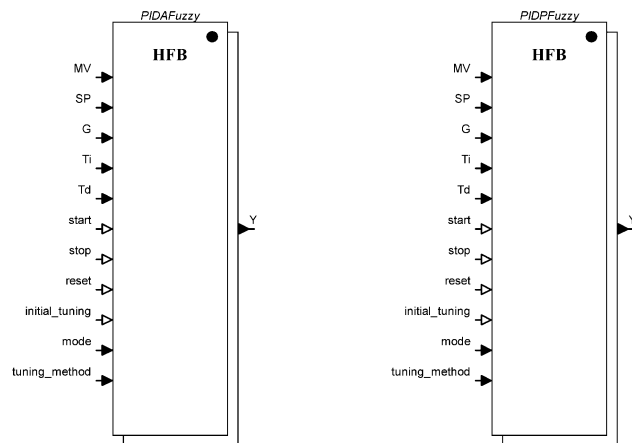 PIDAFuzzy
HFB
MV
SP
G
Ti
Td
start
stop
reset
initial_tuning
mode
tuning_method
Y
PIDPFuzzy
HFB
MV
SP
G
Ti
Td
start
stop
reset
initial_tuning
mode
tuning_method
Y